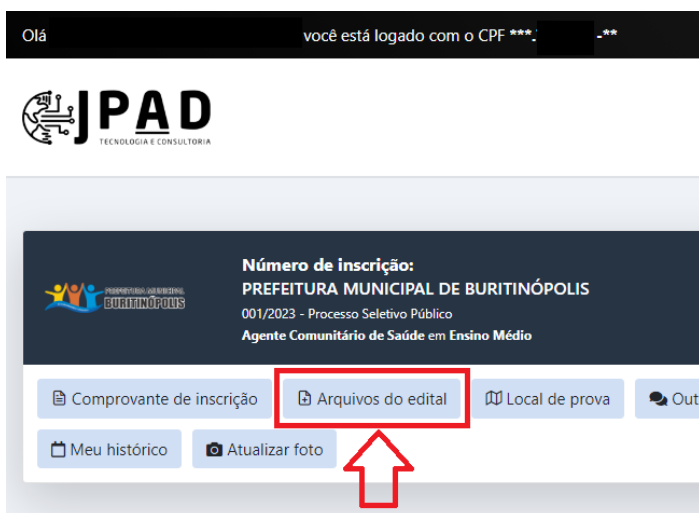 Olá você está logado com o CPF ***. -**
JPAD
TECNOLOGIA E CONSULTORIA
Número de inscrição:
PREFEITURA MUNICIPAL DE BURITINÓPOLIS
PREFEITURA MUNICIPAL
BURITINÓPOLIS
001/2023 - Processo Seletivo Público
Agente Comunitário de Saúde em Ensino Médio
Comprovante de inscrição Arquivos do edital Local de prova Out
Meu histórico Atualizar foto